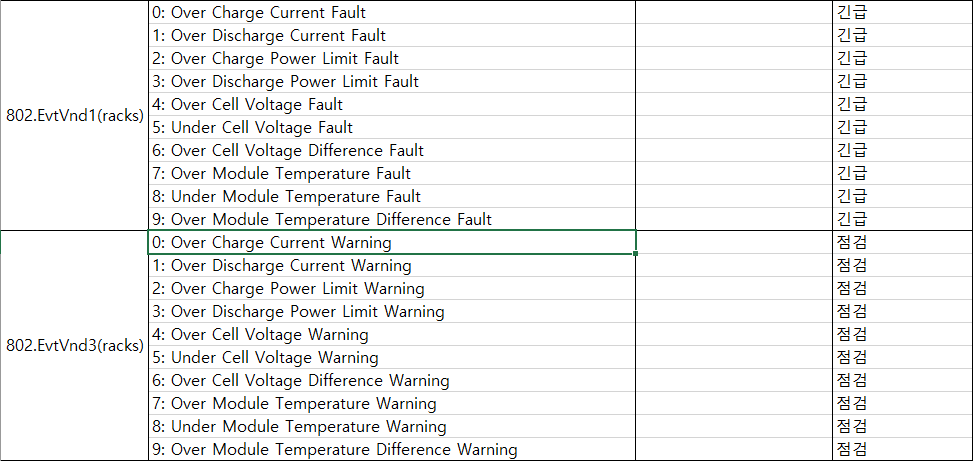 802.EvtVnd1(racks)
0: Over Charge Current Fault 긴급
1: Over Discharge Current Fault 긴급
2: Over Charge Power Limit Fault 긴급
3: Over Discharge Power Limit Fault 긴급
4: Over Cell Voltage Fault 긴급
5: Under Cell Voltage Fault 긴급
6: Over Cell Voltage Difference Fault 긴급
7: Over Module Temperature Fault 긴급
8: Under Module Temperature Fault 긴급
9: Over Module Temperature Difference Fault 긴급
802.EvtVnd3(racks)
0: Over Charge Current Warning 점검
1: Over Discharge Current Warning 점검
2: Over Charge Power Limit Warning 점검
3: Over Discharge Power Limit Warning 점검
4: Over Cell Voltage Warning 점검
5: Under Cell Voltage Warning 점검
6: Over Cell Voltage Difference Warning 점검
7: Over Module Temperature Warning 점검
8: Under Module Temperature Warning 점검
9: Over Module Temperature Difference Warning 점검